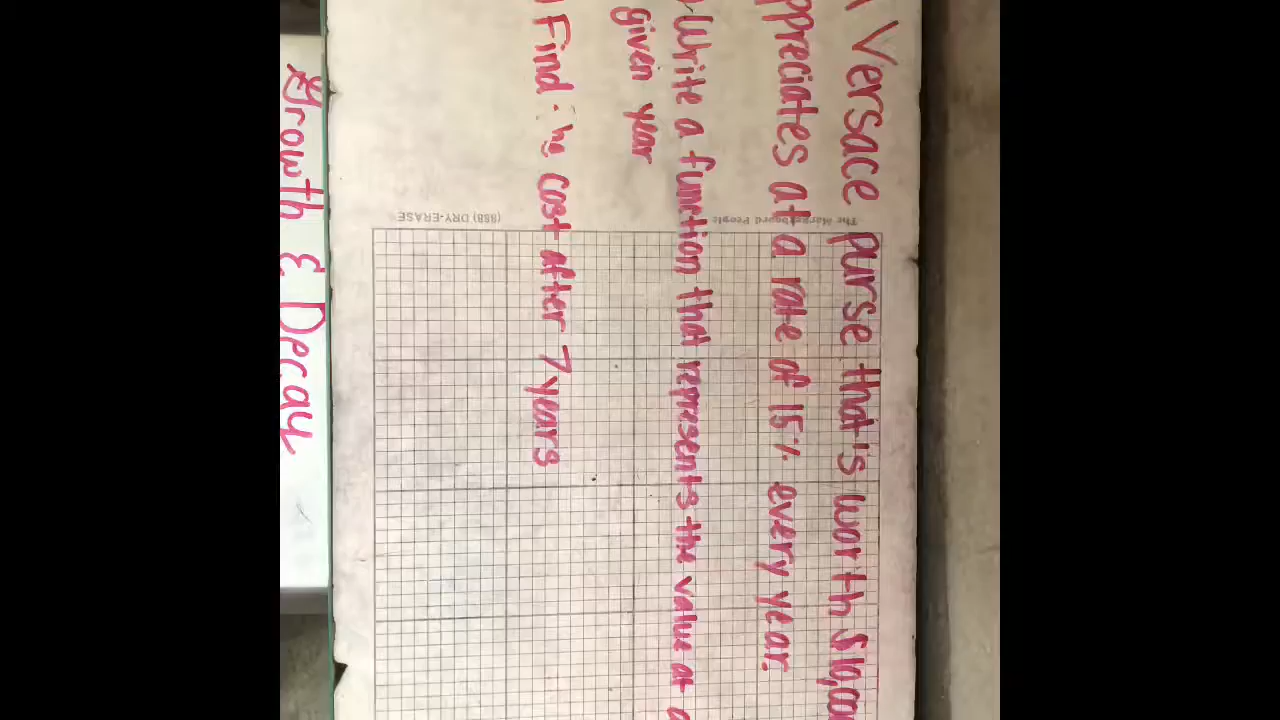 Versace purse that's worth $10,00
ppreciates at a rate of 15% every year.
Write a function that represents the value at a
given year
Find the cost after 7 years
The Markerboard People
(888) DRY-ERASE
Growth & Decay